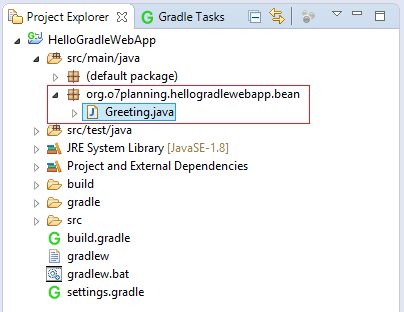 Project Explorer Gradle Tasks
HelloGradleWebApp
src/main/java
(default package)
org.o7planning.hellogradlewebapp.bean
Greeting.java
src/test/java
JRE System Library [JavaSE-1.8]
Project and External Dependencies
build
gradle
src
build.gradle
gradlew
gradlew.bat
settings.gradle